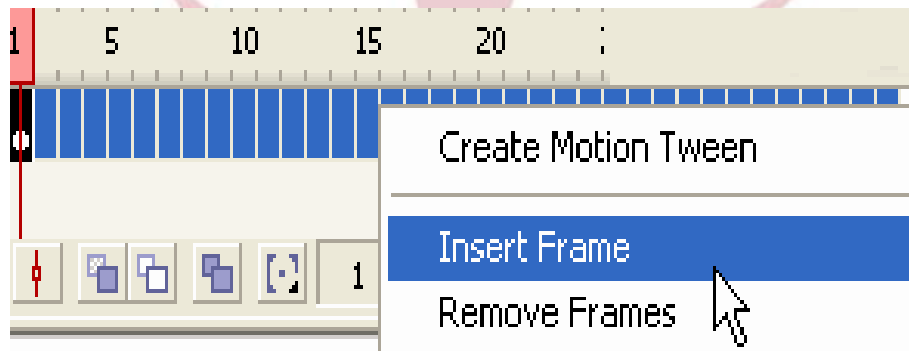 1 5 10 15 20
Create Motion Tween
Insert Frame
1
Remove Frames